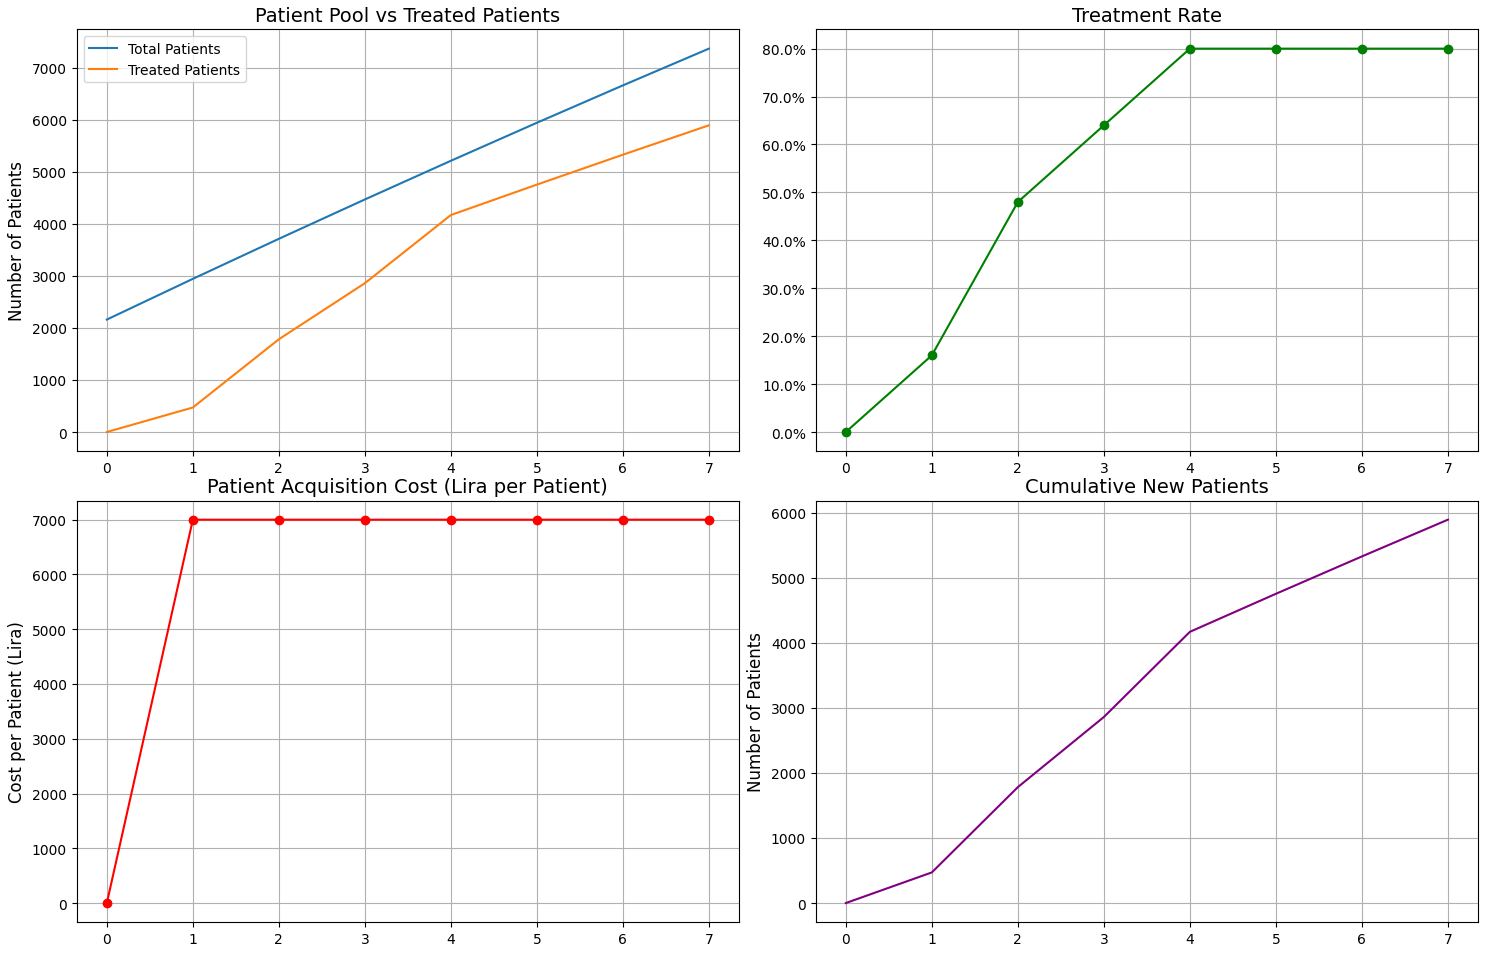 Patient Pool vs Treated Patients
Total Patients
Treated Patients
Number of Patients
7000
6000
5000
4000
3000
2000
1000
0
0 1 2 3 4 5 6 7
Treatment Rate
80.0%
70.0%
60.0%
50.0%
40.0%
30.0%
20.0%
10.0%
0.0%
0 1 2 3 4 5 6 7
Patient Acquisition Cost (Lira per Patient)
Cost per Patient (Lira)
7000
6000
5000
4000
3000
2000
1000
0
0 1 2 3 4 5 6 7
Cumulative New Patients
Number of Patients
6000
5000
4000
3000
2000
1000
0
0 1 2 3 4 5 6 7